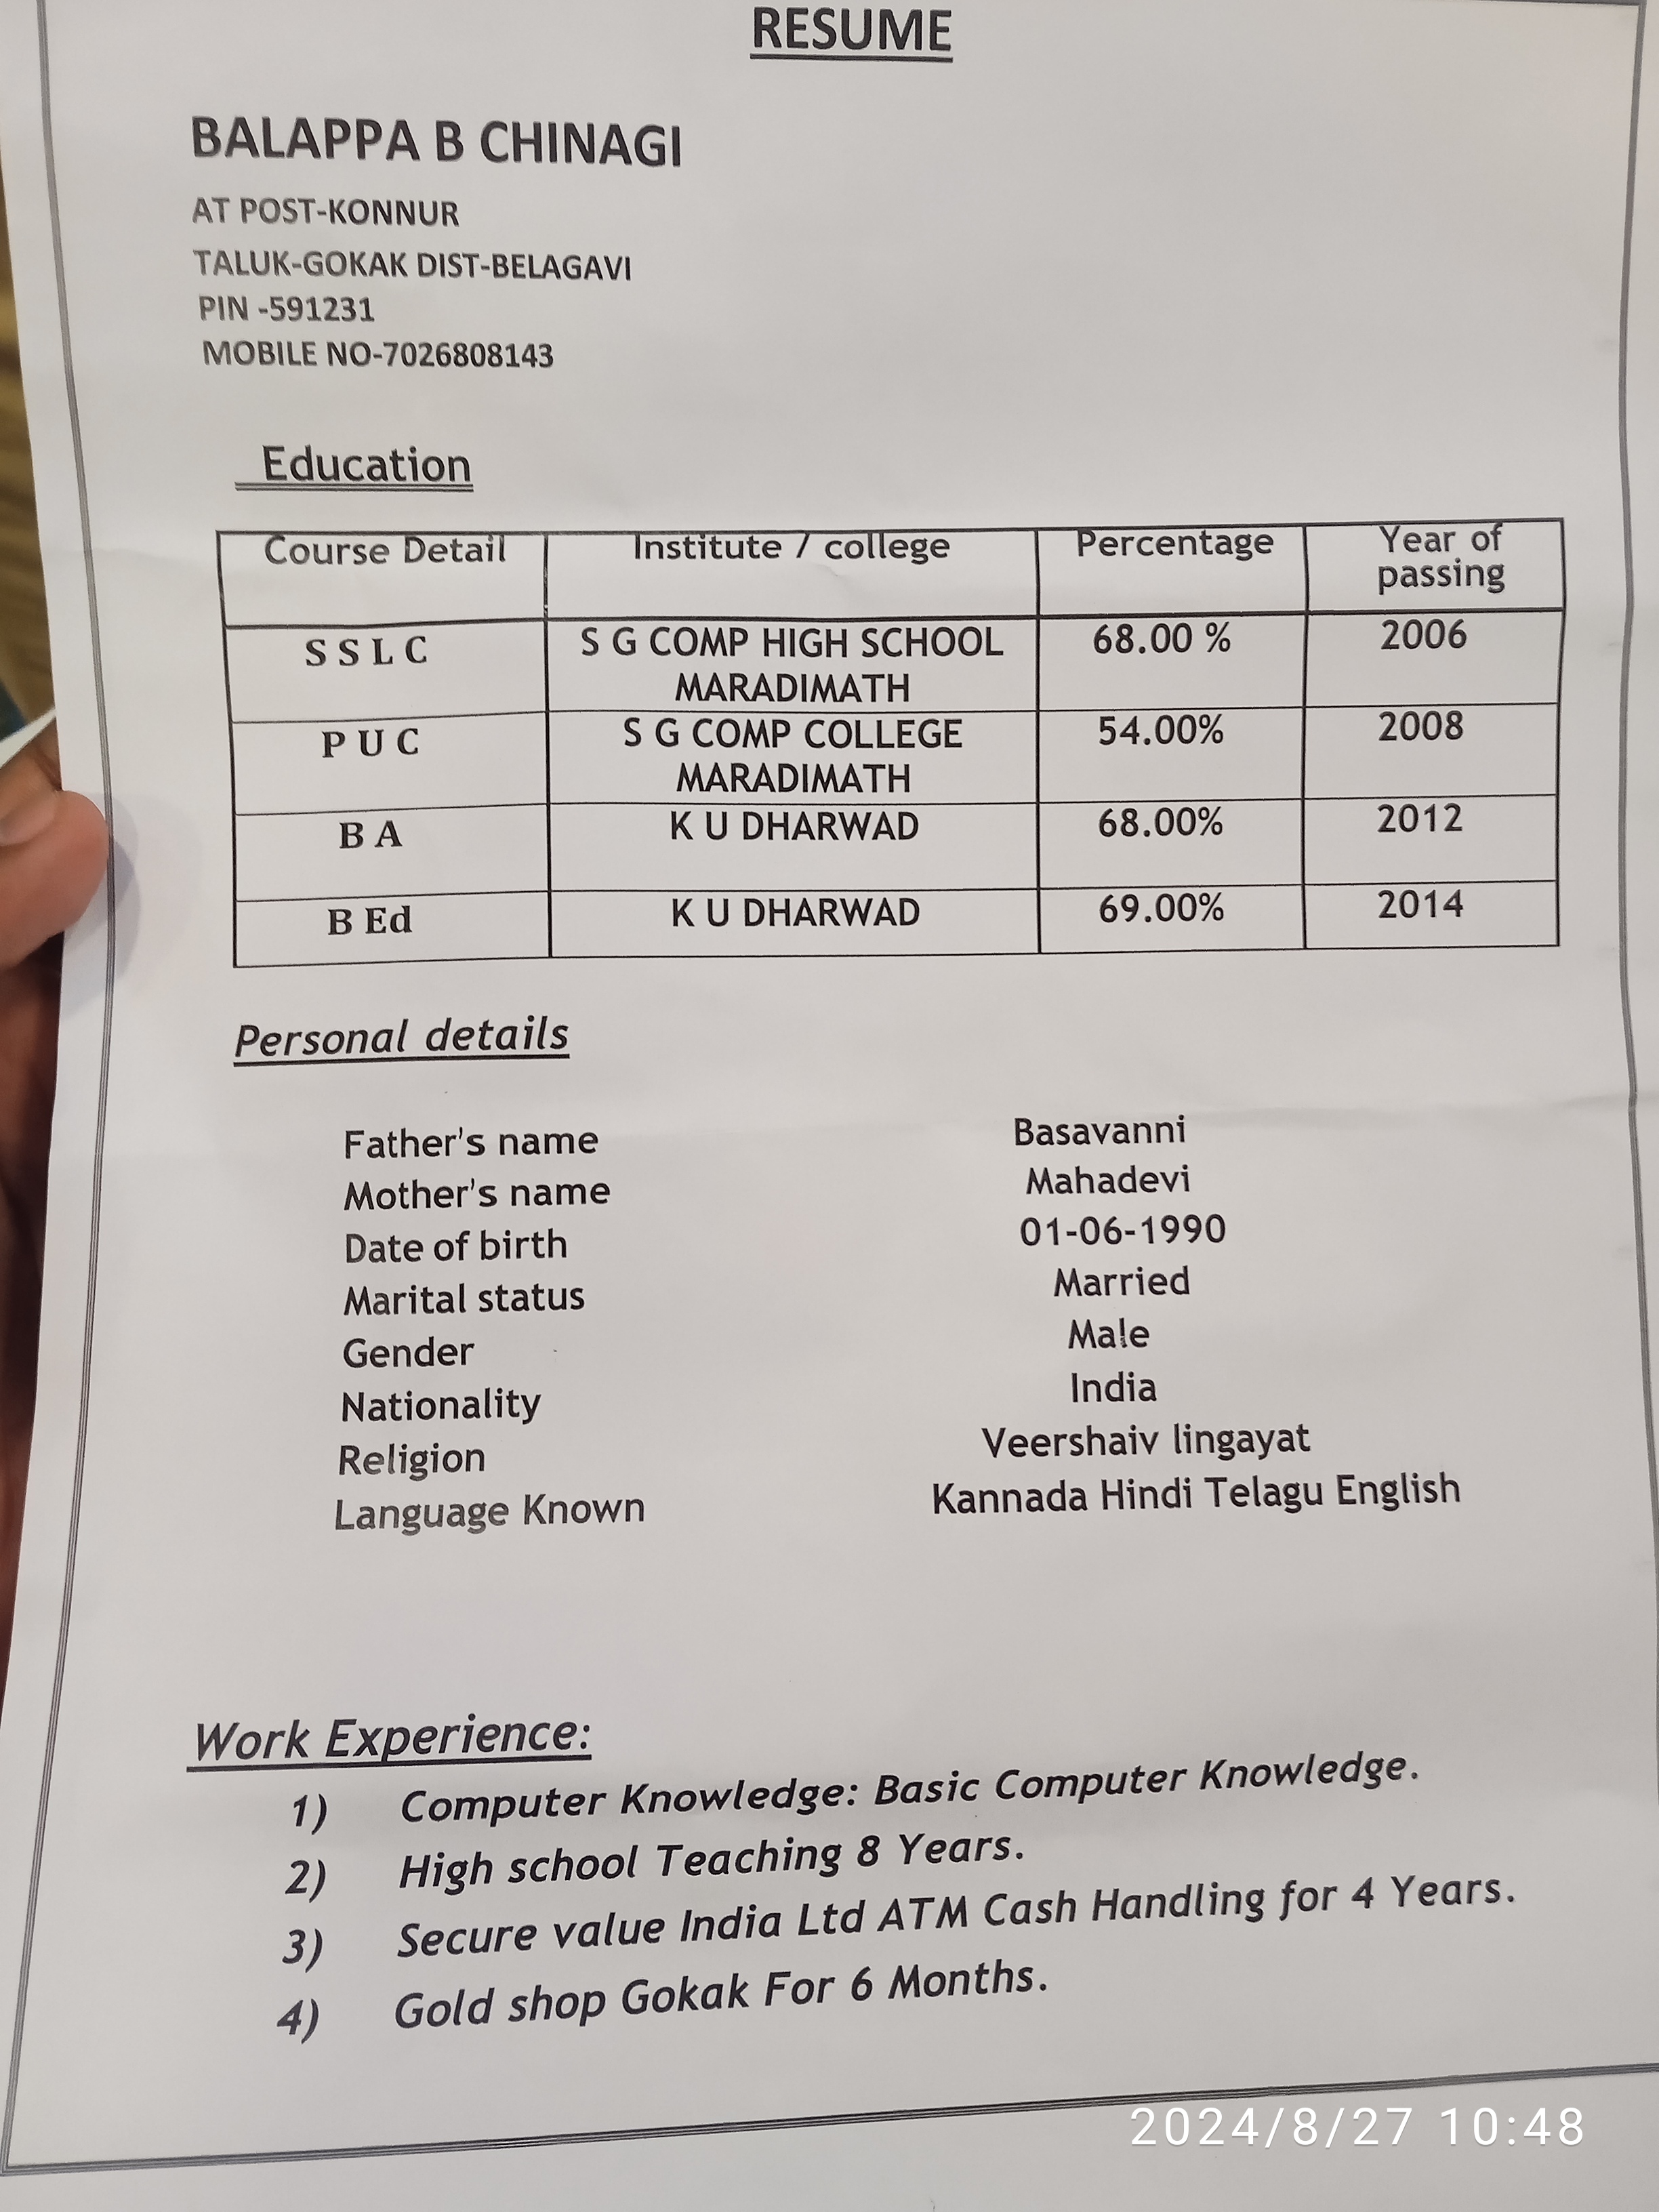 RESUME
BALAPPA B CHINAGI
AT POST-KONNUR
TALUK-GOKAK DIST-BELAGAVI
PIN -591231
MOBILE NO-7026808143
Education
Course Detail Institute / college Percentage Year of
passing
S S L C S G COMP HIGH SCHOOL 68.00 % 2006
MARADIMATH
P U C S G COMP COLLEGE 54.00% 2008
MARADIMATH
B A K U DHARWAD 68.00% 2012
B Ed K U DHARWAD 69.00% 2014
Personal details
Father's name Basavanni
Mother's name Mahadevi
Date of birth 01-06-1990
Marital status Married
Gender Male
Nationality India
Religion Veershaiv lingayat
Language Known Kannada Hindi Telagu English
Work Experience:
1) Computer Knowledge: Basic Computer Knowledge.
2) High school Teaching 8 Years.
3) Secure value India Ltd ATM Cash Handling for 4 Years.
4) Gold shop Gokak For 6 Months.
2024/8/27 10:48